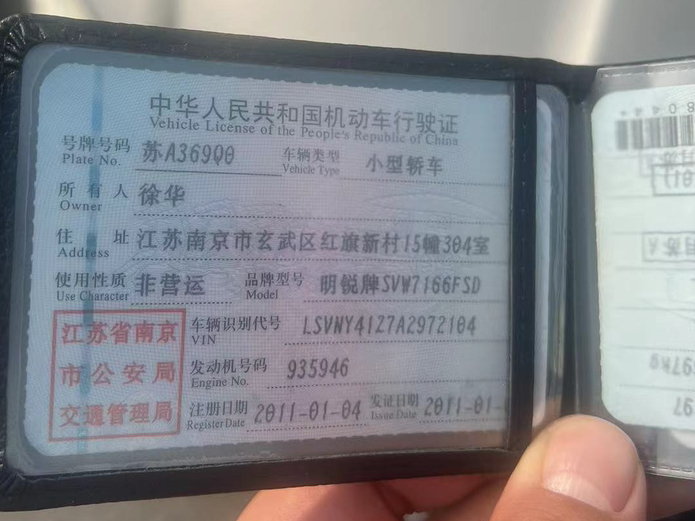 中华人民共和国机动车行驶证
Vehicle License of the People's Republic of China
号牌号码 苏A369Q0 车辆类型 小型轿车
Plate No. Vehicle Type
所有人 徐华
Owner
住址 江苏南京市玄武区红旗新村15幢304室
Address
使用性质 非营运 品牌型号 明锐牌SVW7166FSD
Use Character Model
江苏省南京
市公安局
交通管理局
车辆识别代号 LSVNY41Z7A2972104
VIN
发动机号码 935946
Engine No.
注册日期 2011-01-04 发证日期 2011-01-
Register Date Issue Date